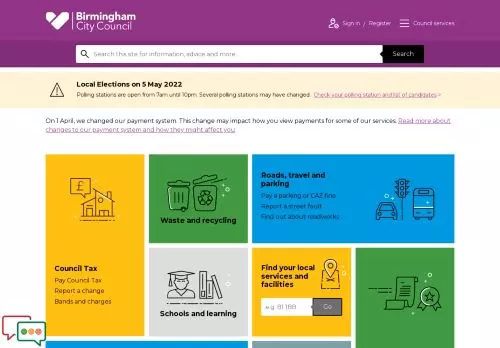 Birmingham
City Council
Sign in / Register
Council services
Search this site for information, advice and more
Search
Local Elections on 5 May 2022
Polling stations are open from 7am until 10pm. Several polling stations may have changed. Check your polling station and list of candidates >
On 1 April, we changed our payment system. This change may impact how you view payments for some of our services. Read more about
changes to our payment system and how they might affect you
£
Council Tax
Pay Council Tax
Report a change
Bands and charges
Waste and recycling
Roads, travel and
parking
Pay a parking or CAZ fine
Report a street fault
Find out about roadworks
Schools and learning
Find your local
services and
facilities
e.g. B1 1BB
Go